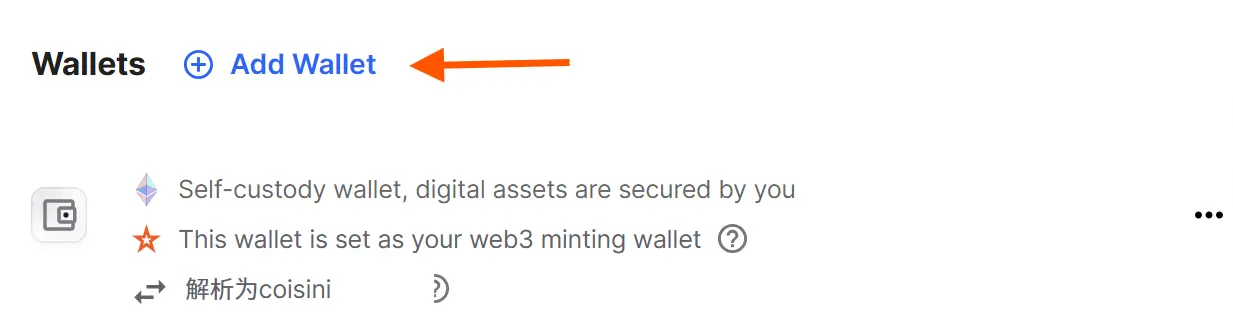 Wallets Add Wallet
Self-custody wallet, digital assets are secured by you
This wallet is set as your web3 minting wallet ?
解析为coisini ?